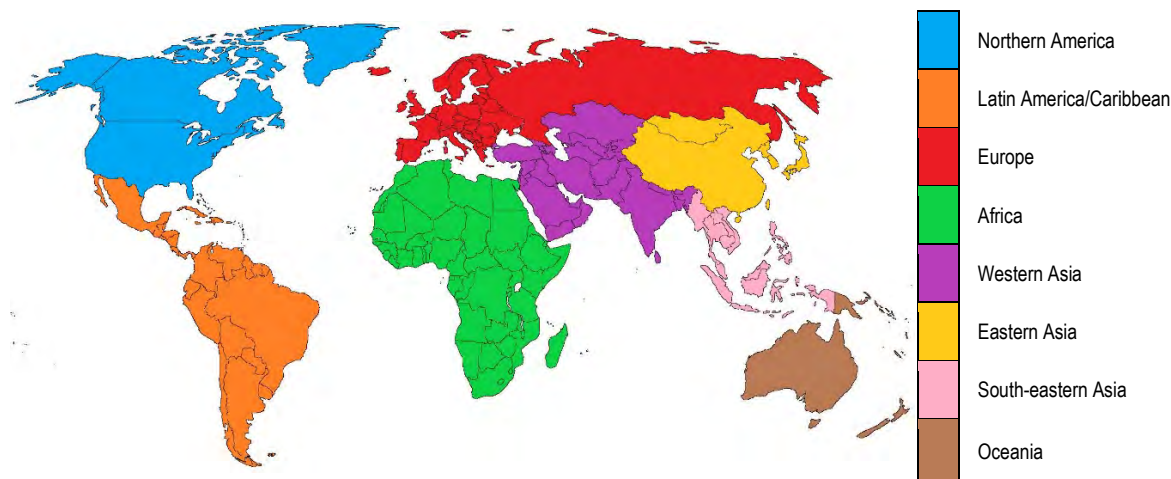 Northern America
Latin America/Caribbean
Europe
Africa
Western Asia
Eastern Asia
South-eastern Asia
Oceania